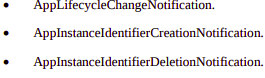 • AppLifecycleChangeNotification.
• AppInstanceIdentifierCreationNotification.
• AppInstanceIdentifierDeletionNotification.